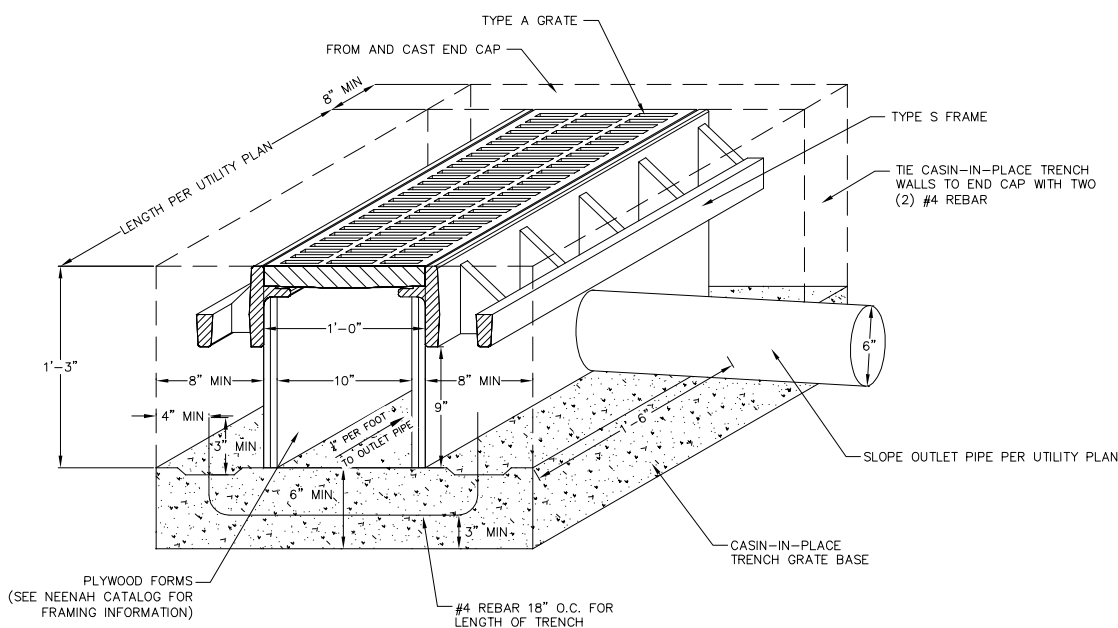 TYPE A GRATE
FROM AND CAST END CAP
8" MIN
TYPE S FRAME
LENGTH PER UTILITY PLAN
TIE CASIN-IN-PLACE TRENCH
WALLS TO END CAP WITH TWO
(2) #4 REBAR
1'-0"
1'-3"
6"
8" MIN
10"
8" MIN
9"
4" MIN
3" MIN
PER FOOT
TO OUTLET PIPE
1'-6"
SLOPE OUTLET PIPE PER UTILITY PLAN
6" MIN
3" MIN
CASIN-IN-PLACE
TRENCH GRATE BASE
PLYWOOD FORMS
(SEE NEENAH CATALOG FOR
FRAMING INFORMATION)
#4 REBAR 18" O.C. FOR
LENGTH OF TRENCH